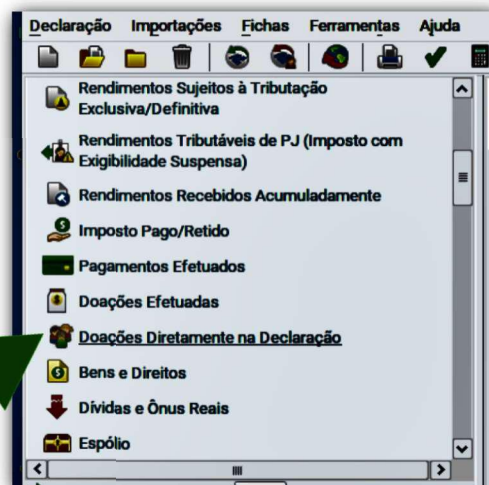 Declaração Importações Fichas Ferramentas Ajuda
Rendimentos Sujeitos à Tributação
Exclusiva/Definitiva
Rendimentos Tributáveis de PJ (Imposto com
Exigibilidade Suspensa)
Rendimentos Recebidos Acumuladamente
Imposto Pago/Retido
Pagamentos Efetuados
Doações Efetuadas
Doações Diretamente na Declaração
Bens e Direitos
Dívidas e Ônus Reais
Espólio